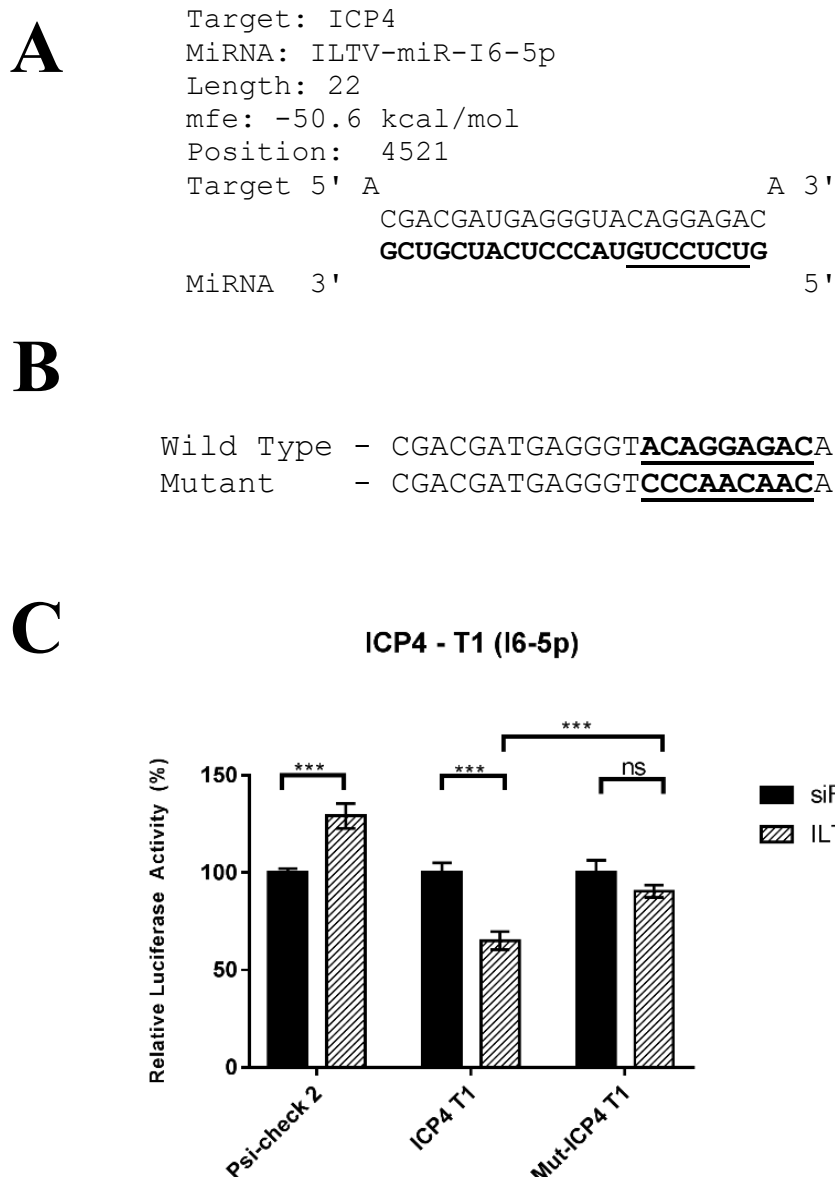 A
Target: ICP4
MiRNA: ILTV-miR-I6-5p
Length: 22
mfe: -50.6 kcal/mol
Position:  4521
Target 5' A                    A 3'
CGACGAUGAGGGUACAGGAGAC
GCUGCUACUCCCAUGUCCUCUG
MiRNA  3'                        5'
B
Wild Type - CGACGATGAGGGTACAGGAGACA
Mutant    - CGACGATGAGGGTCCCAACAACA
C
ICP4 - T1 (I6-5p)
***
***
***
ns
Relative Luciferase Activity (%)
150
100
50
0
siF
ILT
Psi-check 2
ICP4 T1
Mut-ICP4 T1